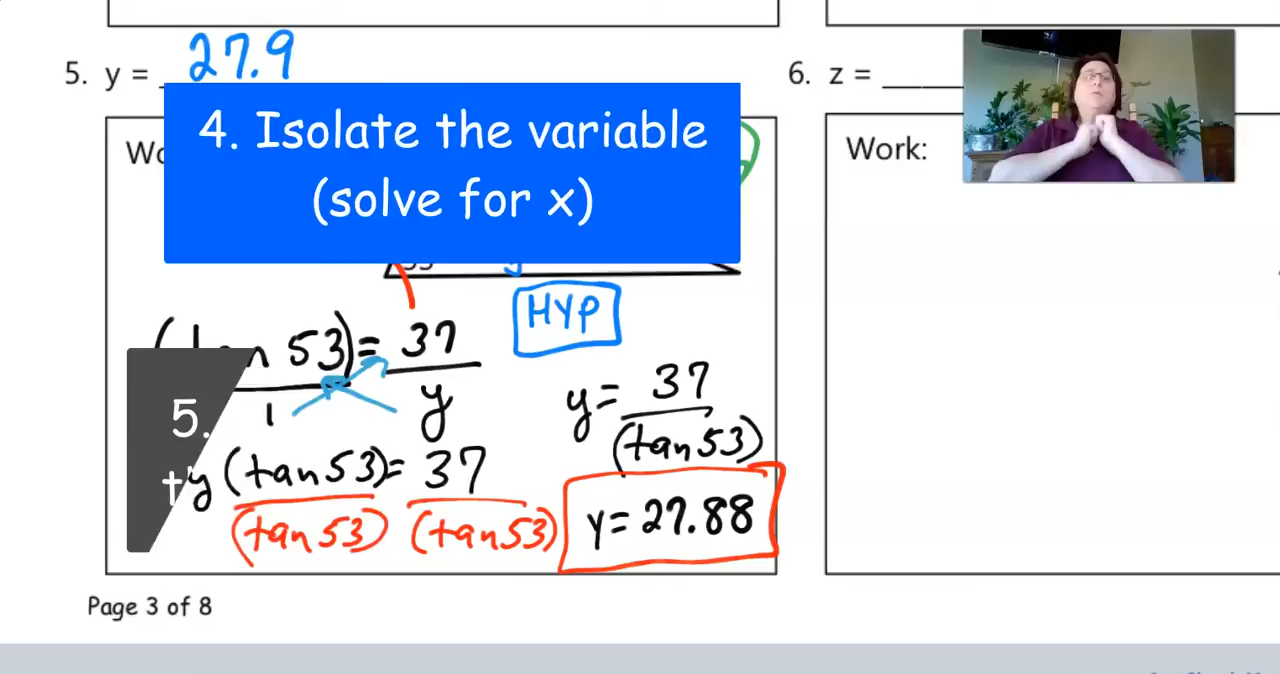 27.9
5. y =
6. z =
4. Isolate the variable
(solve for x)
Work:
HYP
53) = 37
1 y
5.
y (tan 53) = 37
(tan 53) (tan 53)
y = 37
(tan 53)
y = 27.88
Page 3 of 8